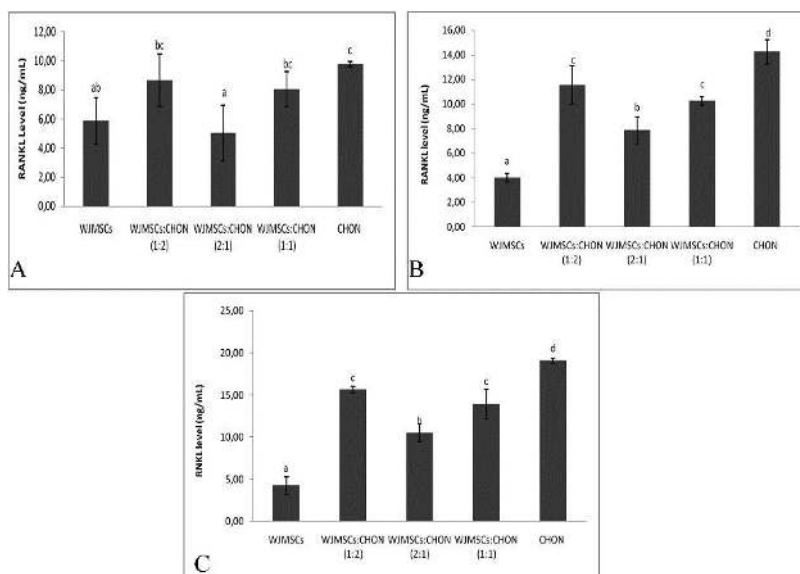 12,00
10,00
8,00
6,00
4,00
2,00
0,00
RANKL Level (ng/mL)
ab
bc
a
bc
c
WJMSCs
WJMSCs:CHON
(1:2)
WJMSCs:CHON
(2:1)
WJMSCs:CHON
(1:1)
CHON
A
16,00
14,00
12,00
10,00
8,00
6,00
4,00
2,00
0,00
RANKL level (ng/mL)
a
c
b
c
d
WJMSCs
WJMSCs:CHON
(1:2)
WJMSCs:CHON
(2:1)
WJMSCs:CHON
(1:1)
CHON
B
25,00
20,00
15,00
10,00
5,00
0,00
RNKL level (ng/mL)
a
c
b
c
d
WJMSCs
WJMSCs:CHON
(1:2)
WJMSCs:CHON
(2:1)
WJMSCs:CHON
(1:1)
CHON
C